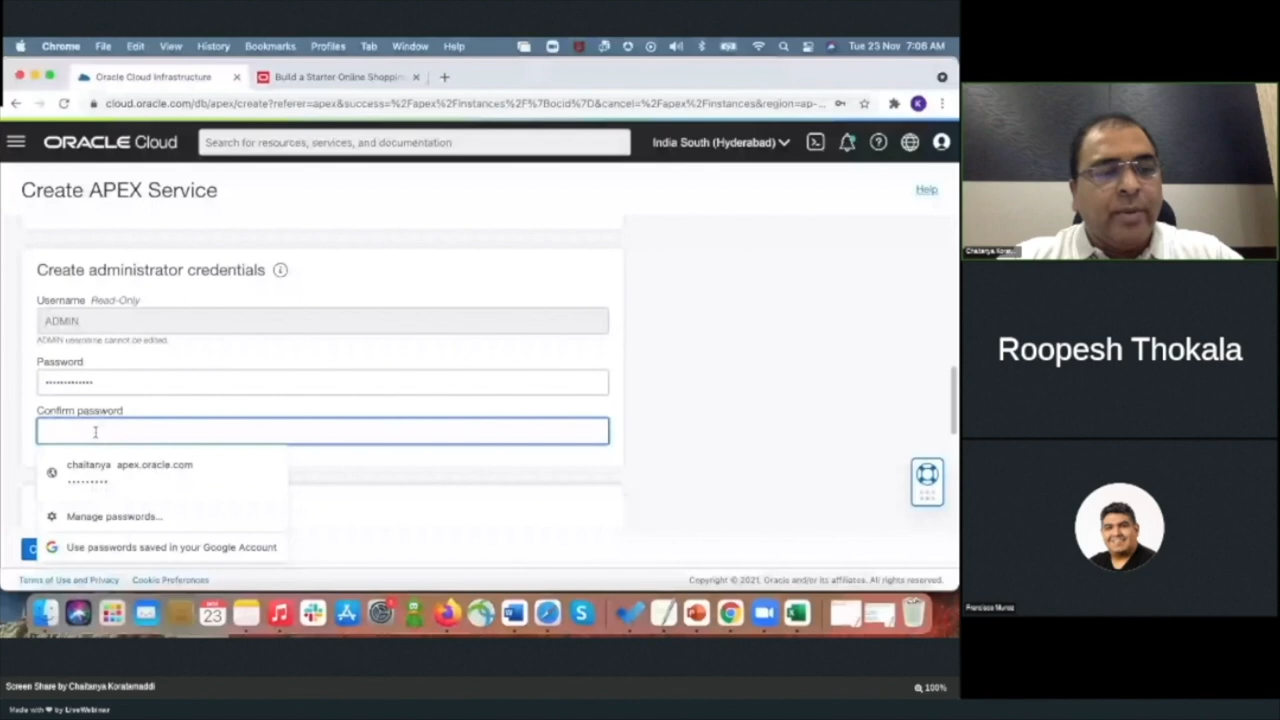 Chrome File Edit View History Bookmarks Profiles Tab Window Help Tue 23 Nov 7:06 AM
Oracle Cloud Infrastructure
Build a Starter Online Shoppin
cloud.oracle.com/db/apex/create?referer=apex&success=%2Fapex%2Finstances%2F%7Bocid%7D&cancel=%2Fapex%2Finstances&region=ap-...
K
ORACLE Cloud
Search for resources, services, and documentation
India South (Hyderabad)
Create APEX Service
Help
Create administrator credentials
Username Read-Only
ADMIN
ADMIN username cannot be edited.
Password
Confirm password
chaitanya apex.oracle.com
Manage passwords...
Use passwords saved in your Google Account
Terms of Use and Privacy Cookie Preferences
Copyright © 2021, Oracle and/or its affiliates. All rights reserved.
23
Screen Share by Chaitanya Koratamaddi
100%
Made with ❤ by LiveWebinar
Chaitanya Korat...
Roopesh Thokala
Francisco Munoz